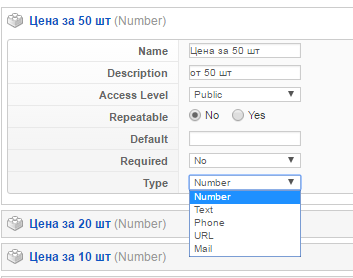 Цена за 50 шт (Number)
Name Цена за 50 шт
Description от 50 шт
Access Level Public
Repeatable No Yes
Default
Required No
Type Number
Number
Text
Phone
URL
Mail
Цена за 20 шт (Number)
Цена за 10 шт (Number)